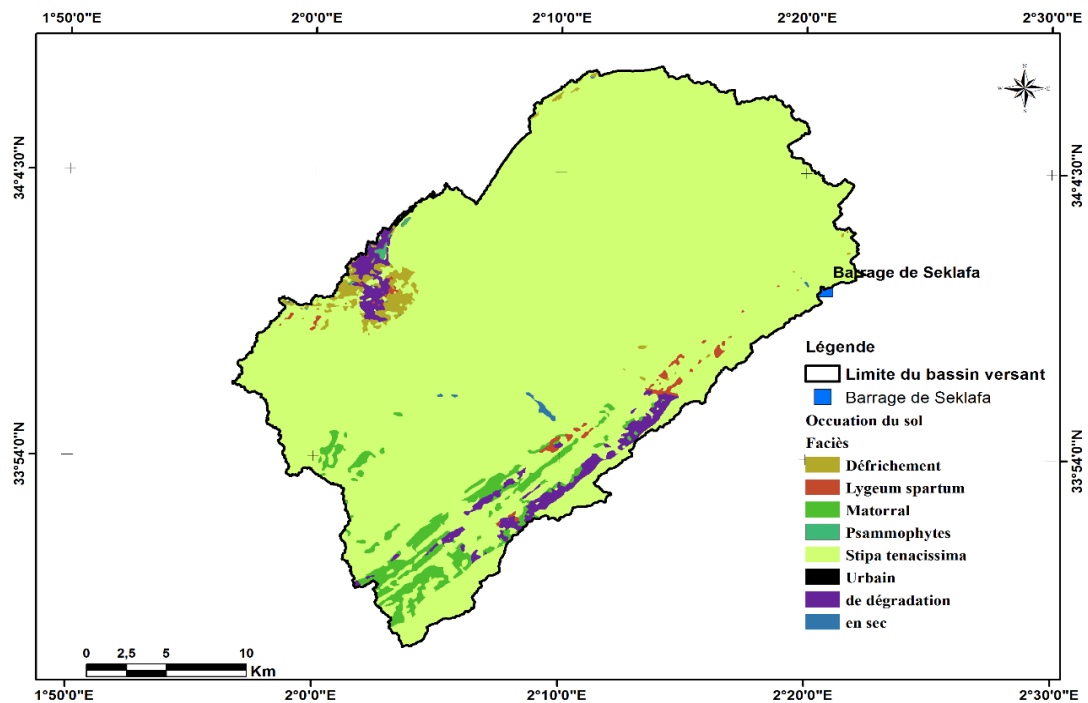 1°50'0"E 2°0'0"E 2°10'0"E 2°20'0"E 2°30'0"E
34°4'30"N 34°4'30"N
Barrage de Seklafa
Légende
Limite du bassin versant
Barrage de Seklafa
Occuation du sol
Faciès
Défrichement
Lygeum spartum
Matorral
Psammophytes
Stipa tenacissima
Urbain
de dégradation
en sec
33°54'0"N 33°54'0"N
0 2,5 5 10
Km
1°50'0"E 2°0'0"E 2°10'0"E 2°20'0"E 2°30'0"E